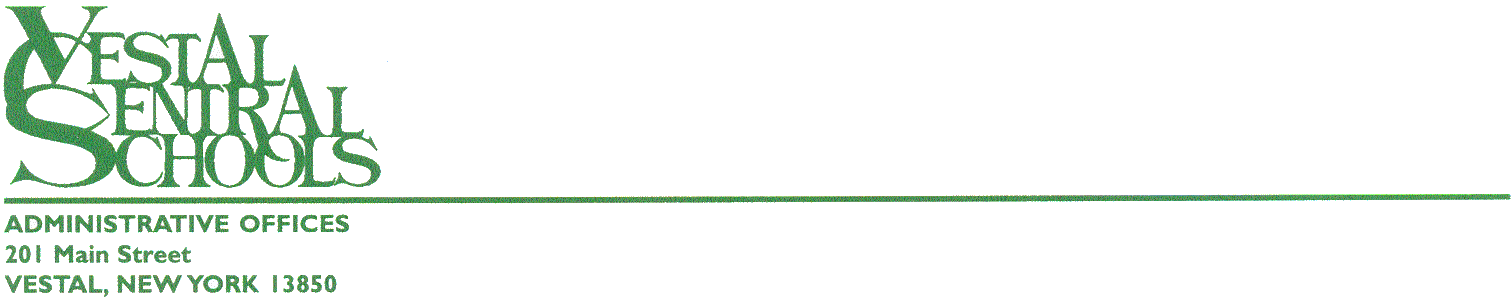 VESTAL
CENTRAL
SCHOOLS
ADMINISTRATIVE OFFICES
201 Main Street
VESTAL, NEW YORK 13850